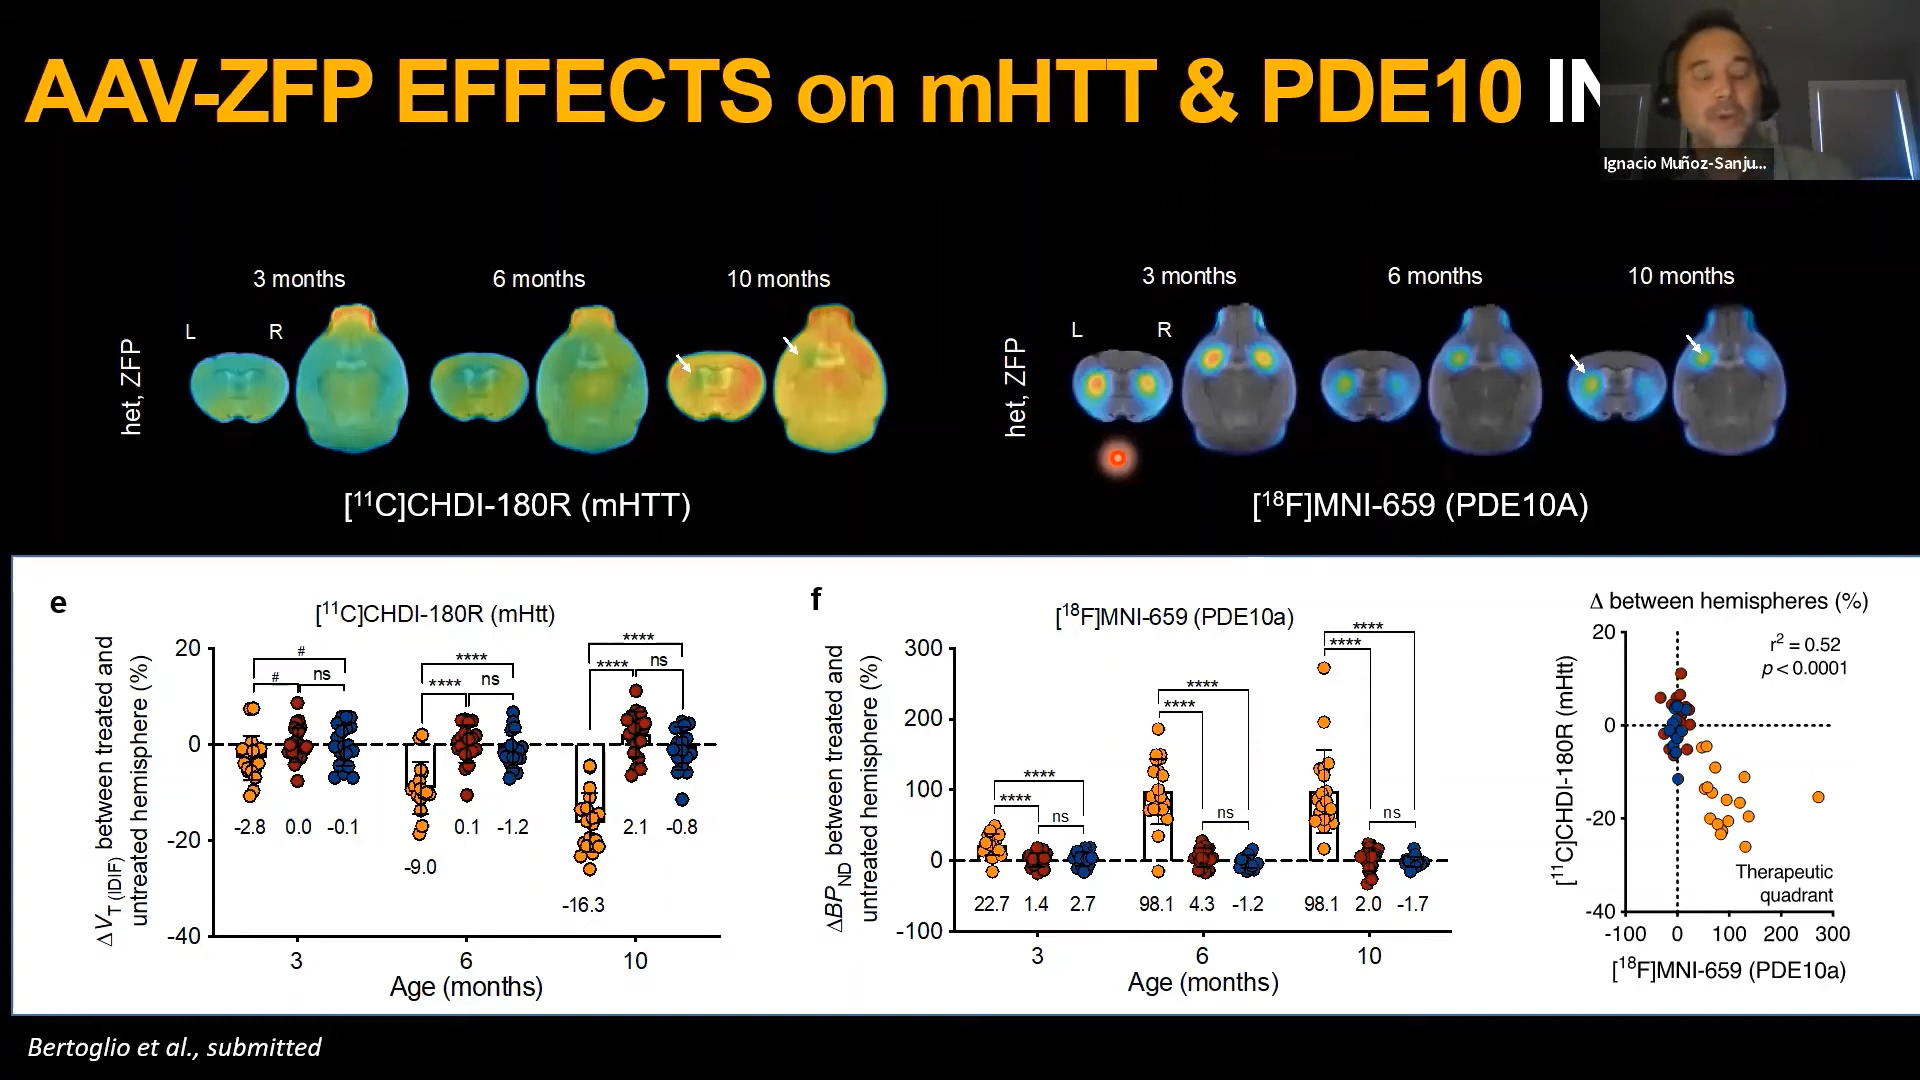 AAV-ZFP EFFECTS on mHTT & PDE10 IN
Ignacio Muñoz-Sanju...
3 months
6 months
10 months
L
R
het, ZFP
[¹¹C]CHDI-180R (mHTT)
3 months
6 months
10 months
L
R
het, ZFP
[¹⁸F]MNI-659 (PDE10A)
e
[¹¹C]CHDI-180R (mHtt)
ΔV_T (IDIF) between treated and
untreated hemisphere (%)
20
0
-20
-40
#
#
ns
****
****
ns
****
****
ns
-2.8 0.0 -0.1
-9.0
0.1 -1.2
-16.3
2.1 -0.8
3
6
10
Age (months)
f
[¹⁸F]MNI-659 (PDE10a)
ΔBP_ND between treated and
untreated hemisphere (%)
300
200
100
0
-100
****
****
ns
****
****
ns
****
****
ns
22.7 1.4 2.7
98.1 4.3 -1.2
98.1 2.0 -1.7
3
6
10
Age (months)
Δ between hemispheres (%)
[¹¹C]CHDI-180R (mHtt)
20
0
-20
-40
r² = 0.52
p < 0.0001
Therapeutic
quadrant
-100 0 100 200 300
[¹⁸F]MNI-659 (PDE10a)
Bertoglio et al., submitted